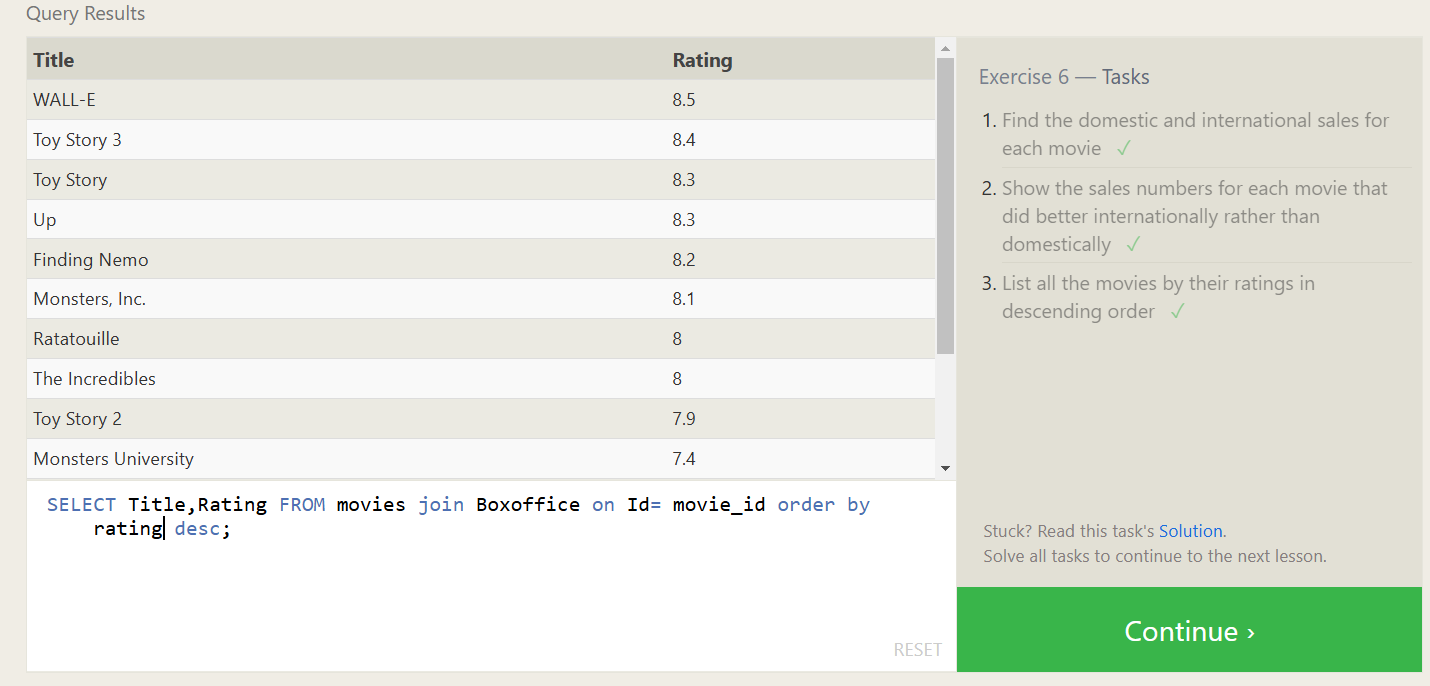 Query Results
Title Rating
WALL-E 8.5
Toy Story 3 8.4
Toy Story 8.3
Up 8.3
Finding Nemo 8.2
Monsters, Inc. 8.1
Ratatouille 8
The Incredibles 8
Toy Story 2 7.9
Monsters University 7.4
SELECT Title,Rating FROM movies join Boxoffice on Id= movie_id order by
rating desc;
RESET
Exercise 6 — Tasks
1. Find the domestic and international sales for
each movie ✓
2. Show the sales numbers for each movie that
did better internationally rather than
domestically ✓
3. List all the movies by their ratings in
descending order ✓
Stuck? Read this task's Solution.
Solve all tasks to continue to the next lesson.
Continue ›